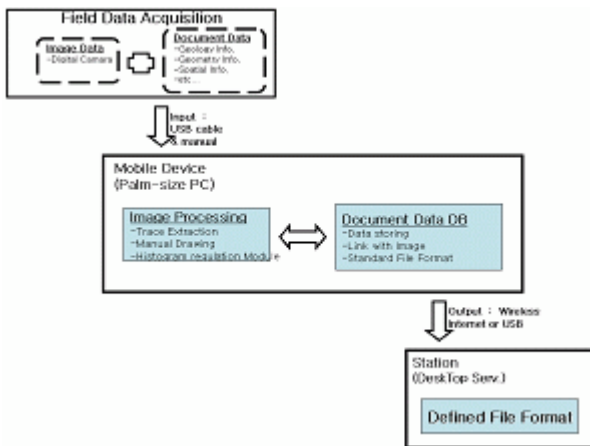 Field Data Acquisition
Image Data
-Digital Camara
Document Data
-Geology Info.
-Geometry Info.
-Spatial Info.
-etc...
Input :
USB cable
& manual
Mobile Device
(Palm-size PC)
Image Processing
-Trace Extraction
-Manual Drawing
-Histogram regulation Module
Document Data DB
-Data storing
-Link with Image
-Standard File Format
Output : Wireless
Internet or USB
Station
(DeskTop Serv.)
Defined File Format